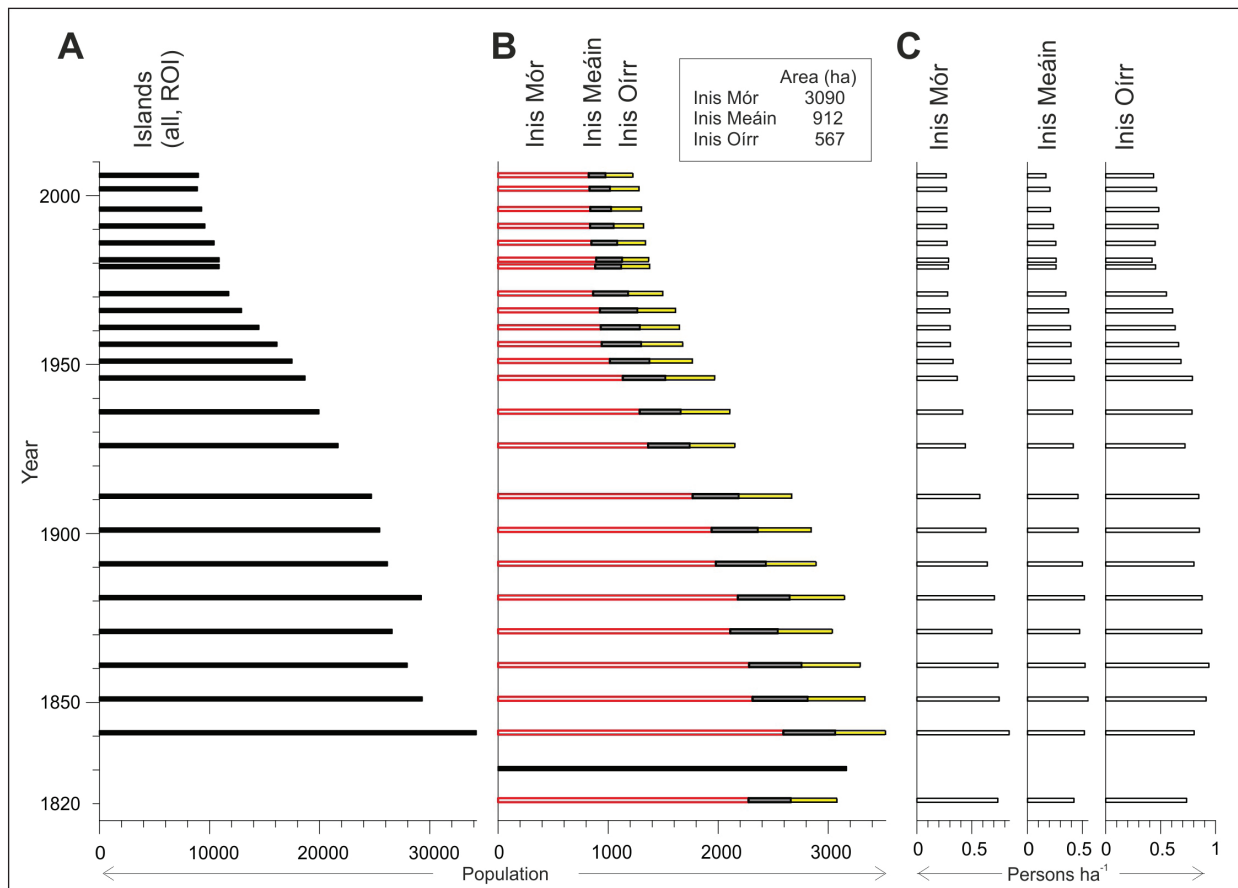 A
Islands
(all, ROI)
B
Inis Mór
Inis Meáin
Inis Oírr
Area (ha)
Inis Mór 3090
Inis Meáin 912
Inis Oírr 567
C
Inis Mór
Inis Meáin
Inis Oírr
Year
2000
1950
1900
1850
1820
0 10000 20000 30000
0 1000 2000 3000
0 0.5
0 0.5
0 0.5 1
Population
Persons ha⁻¹